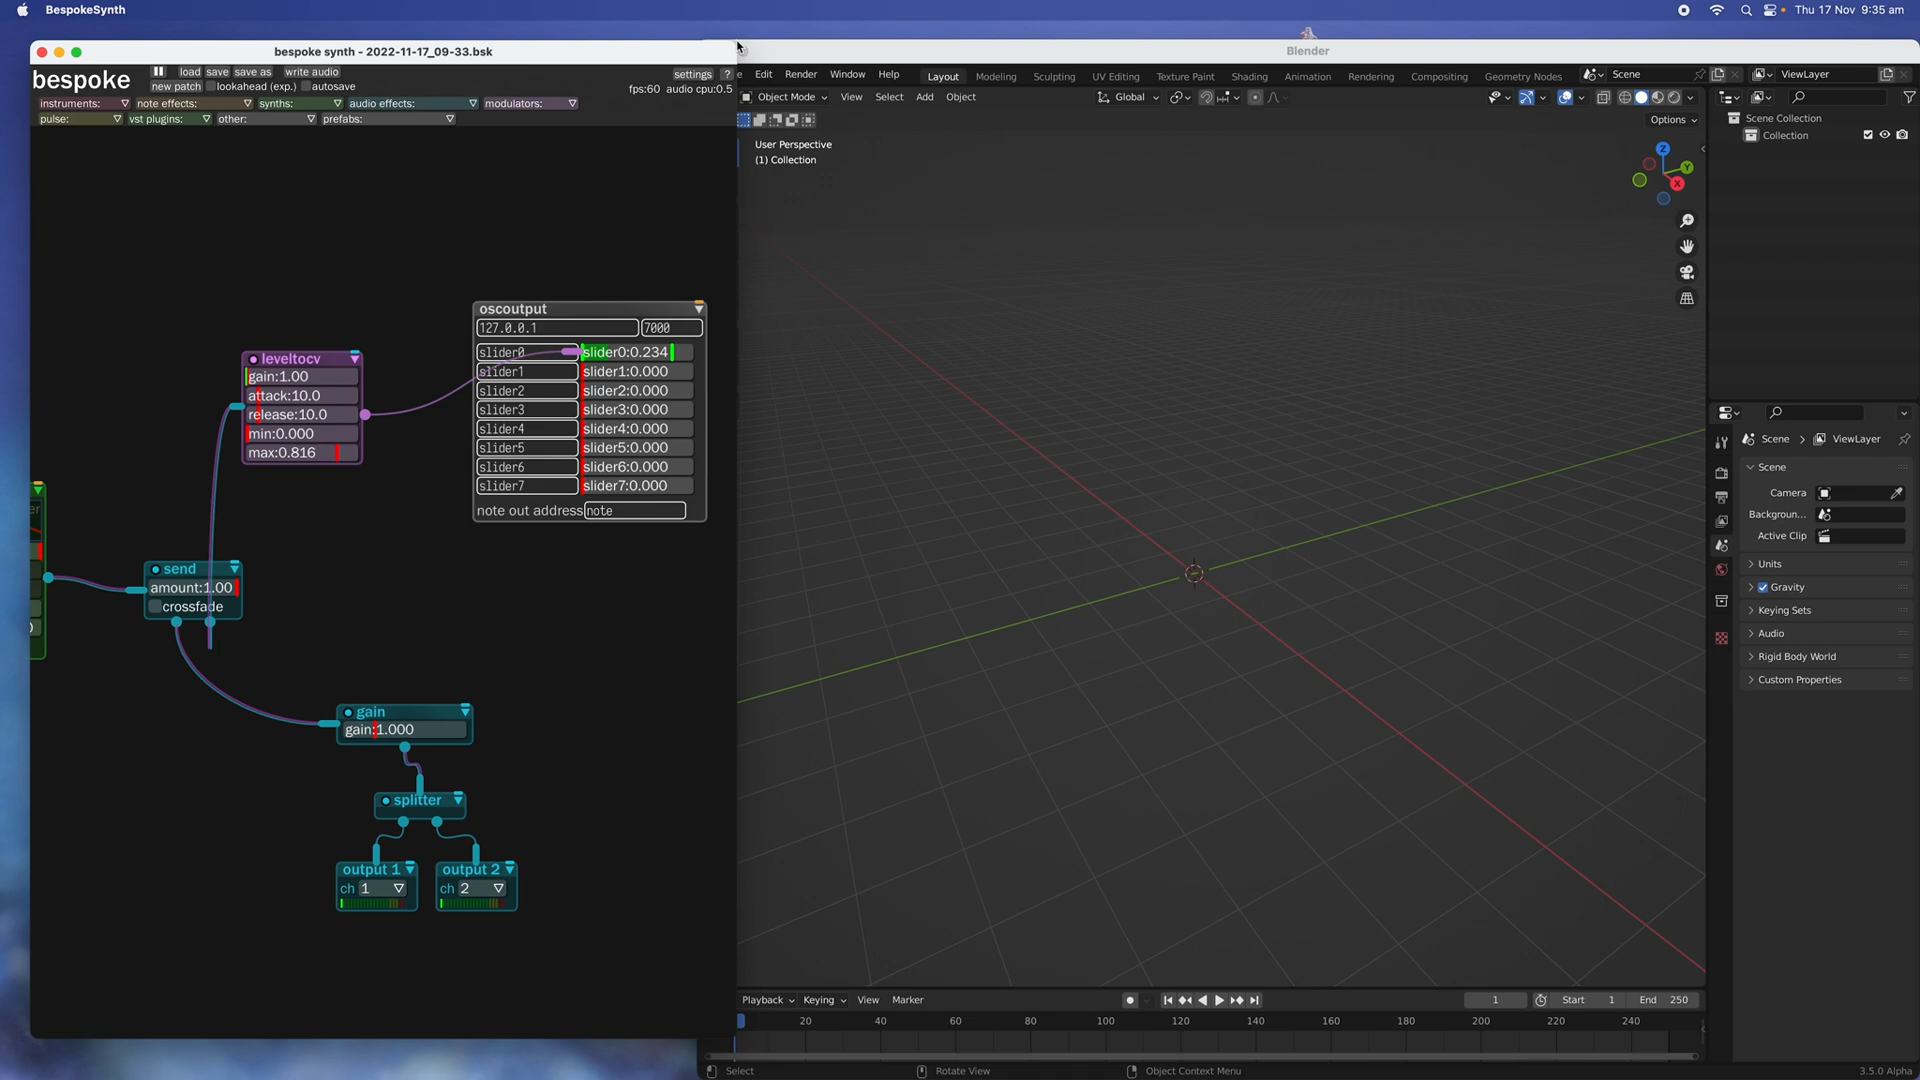 BespokeSynth
Thu 17 Nov 9:35 am
bespoke synth - 2022-11-17_09-33.bsk
bespoke
load save save as write audio
settings ?
new patch lookahead (exp.) autosave
fps:60 audio cpu:0.5
instruments: note effects: synths: audio effects: modulators:
pulse: vst plugins: other: prefabs:
oscoutput
127.0.0.1 7000
slider0 slider0:0.234
slider1 slider1:0.000
slider2 slider2:0.000
slider3 slider3:0.000
slider4 slider4:0.000
slider5 slider5:0.000
slider6 slider6:0.000
slider7 slider7:0.000
note out address note
leveltocv
gain:1.00
attack:10.0
release:10.0
min:0.000
max:0.816
send
amount:1.00
crossfade
gain
gain:1.000
splitter
output 1
ch 1
output 2
ch 2
Blender
Edit Render Window Help
Layout Modeling Sculpting UV Editing Texture Paint Shading Animation Rendering Compositing Geometry Nodes
Scene
ViewLayer
Object Mode View Select Add Object
Global
Options
User Perspective
(1) Collection
Z
Y
X
Scene Collection
Collection
Scene ViewLayer
Scene
Camera
Backgroun...
Active Clip
Units
Gravity
Keying Sets
Audio
Rigid Body World
Custom Properties
Playback Keying View Marker
1 Start 1 End 250
20 40 60 80 100 120 140 160 180 200 220 240
Select
Rotate View
Object Context Menu
3.5.0 Alpha